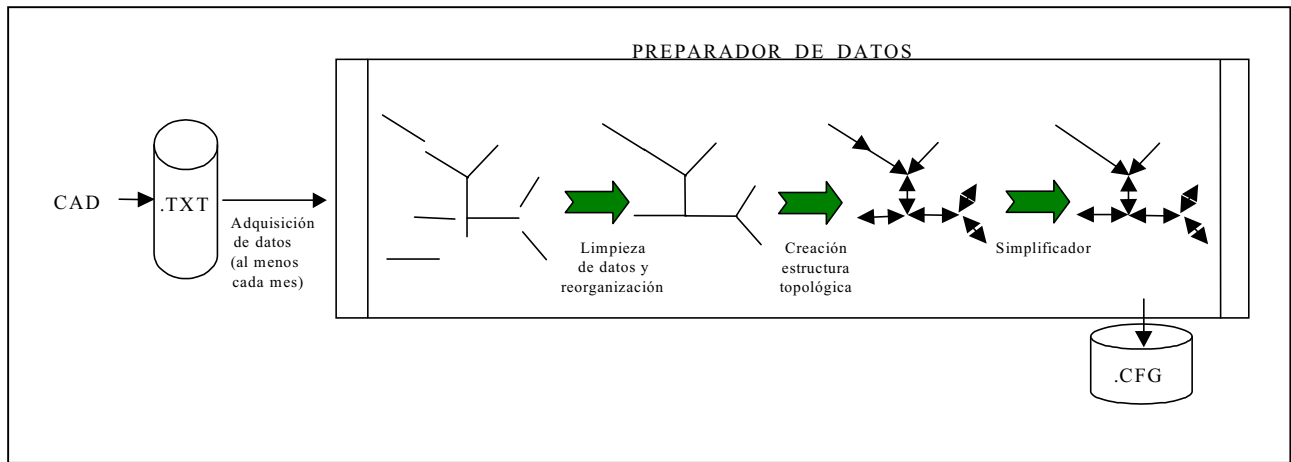 PREPARADOR DE DATOS
CAD
.TXT
Adquisición
de datos
(al menos
cada mes)
Limpieza
de datos y
reorganización
Creación
estructura
topológica
Simplificador
.CFG